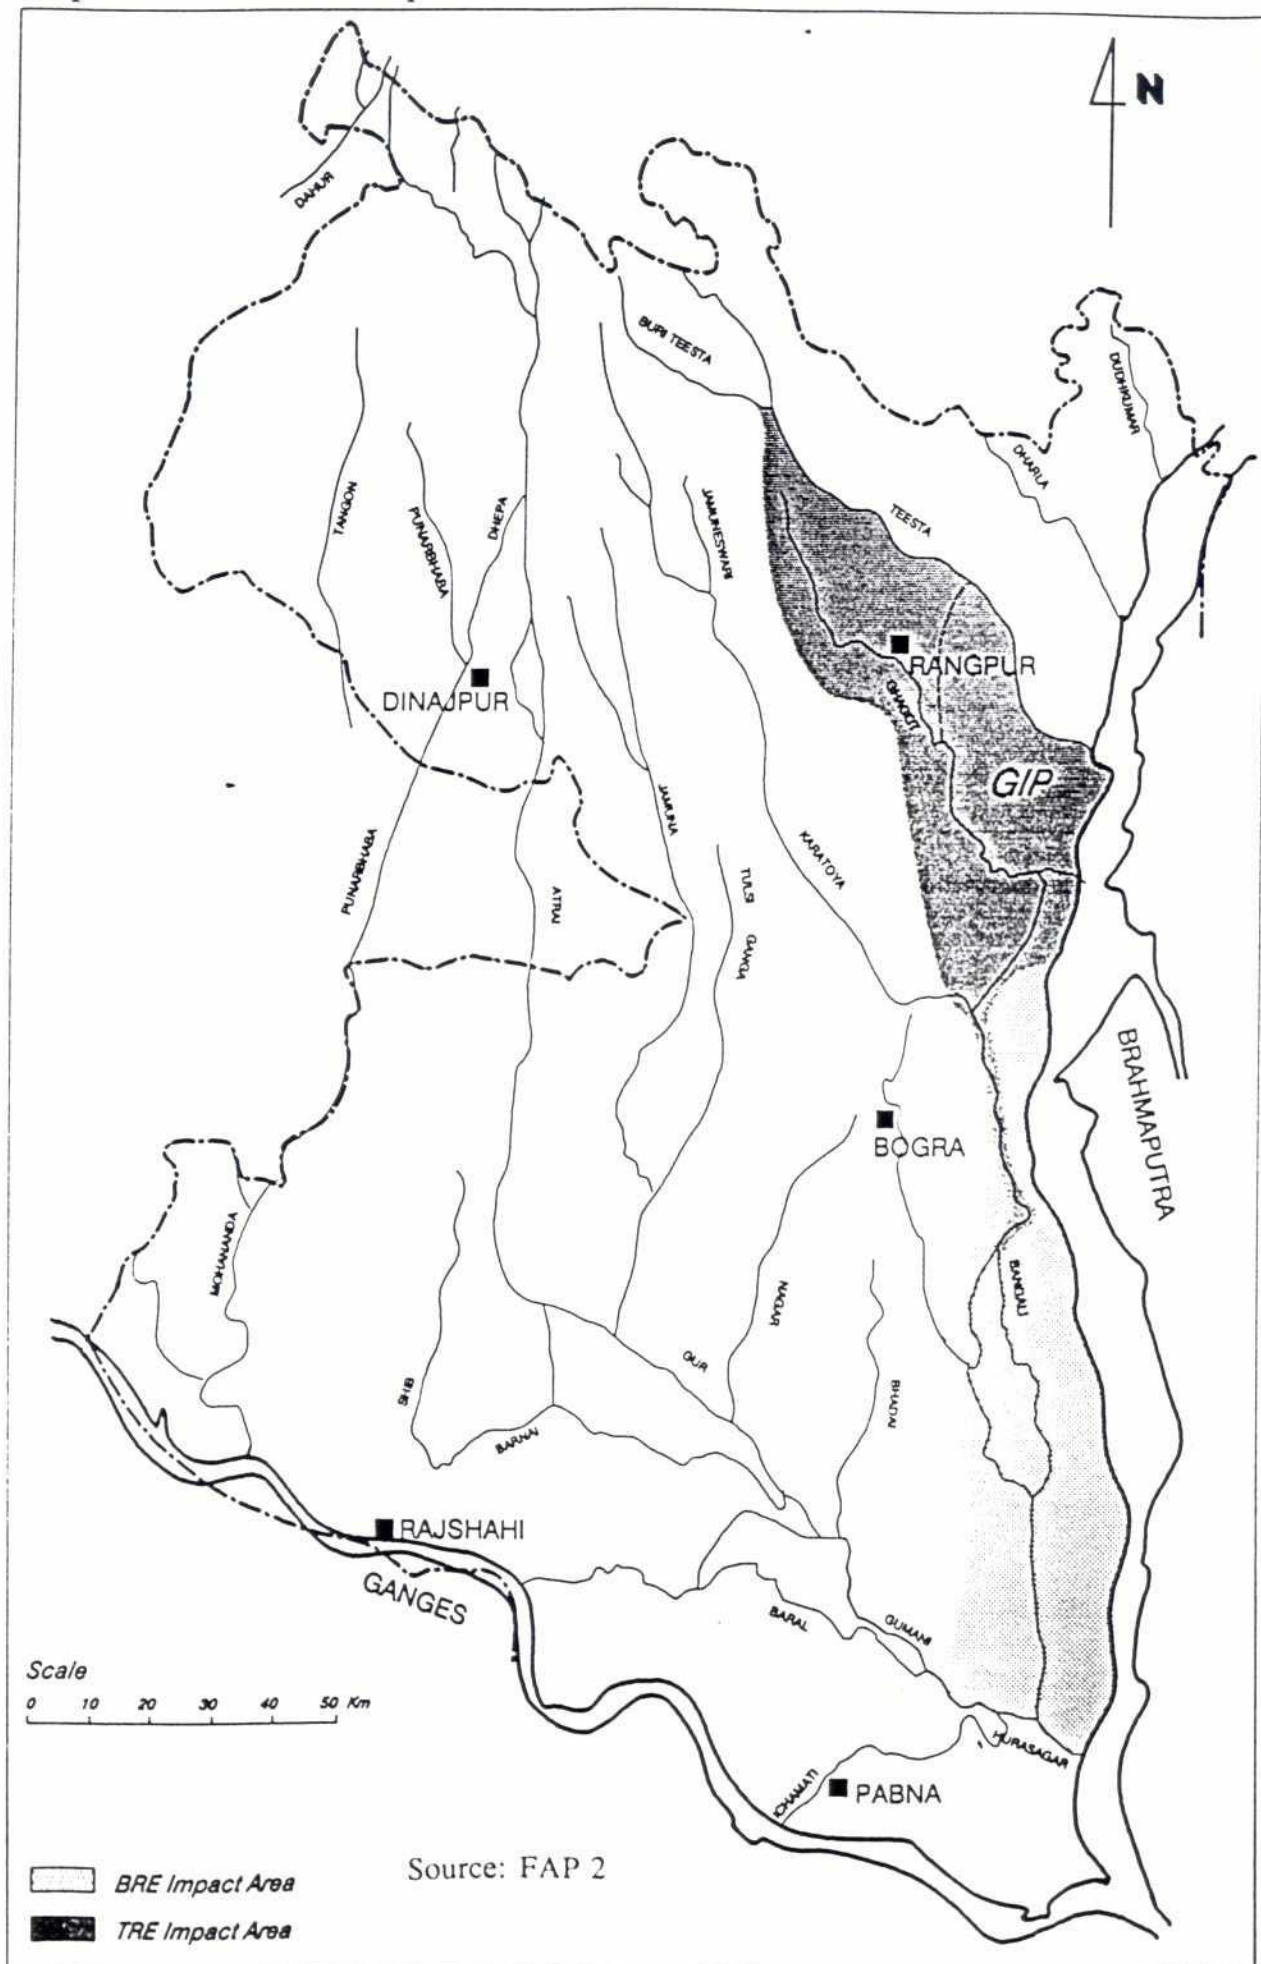 N
DAHUR
BURI TEESTA
DUDHKUMAR
DHARLA
TEESTA
TANGON
PUNARBHABA
DHEPA
JAMUNESWARI
RANGPUR
DINAJPUR
GHAGOT
GIP
JAMUNA
KARATOYA
PUNARBHABA
ATRAI
TULSI GANGA
BRAHMAPUTRA
BOGRA
MOHANANDA
BANGALI
NAGAR
GUR
SHIB
BHADAI
BARNAI
RAJSHAHI
GANGES
BARAL
GUMANI
Scale
0 10 20 30 40 50 Km
HURASAGAR
ICHAMATI
PABNA
Source: FAP 2
BRE Impact Area
TRE Impact Area